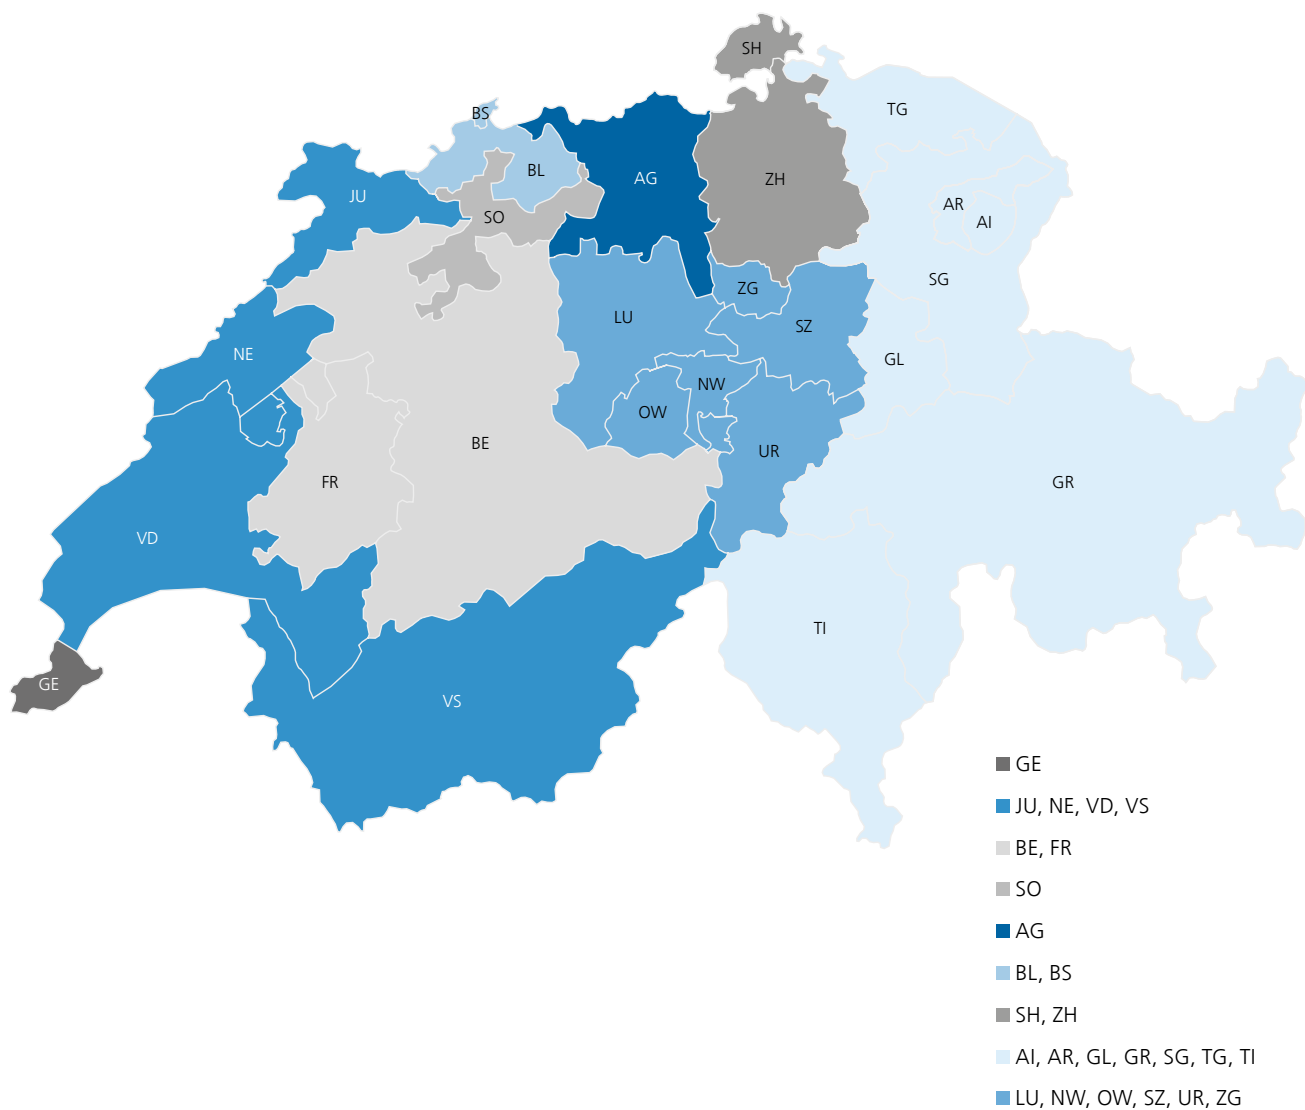 SH
TG
BS
BL
AG
ZH
JU
SO
AR
AI
SG
ZG
LU
SZ
NE
GL
NW
OW
BE
UR
FR
GR
VD
TI
GE
VS
GE
JU, NE, VD, VS
BE, FR
SO
AG
BL, BS
SH, ZH
AI, AR, GL, GR, SG, TG, TI
LU, NW, OW, SZ, UR, ZG